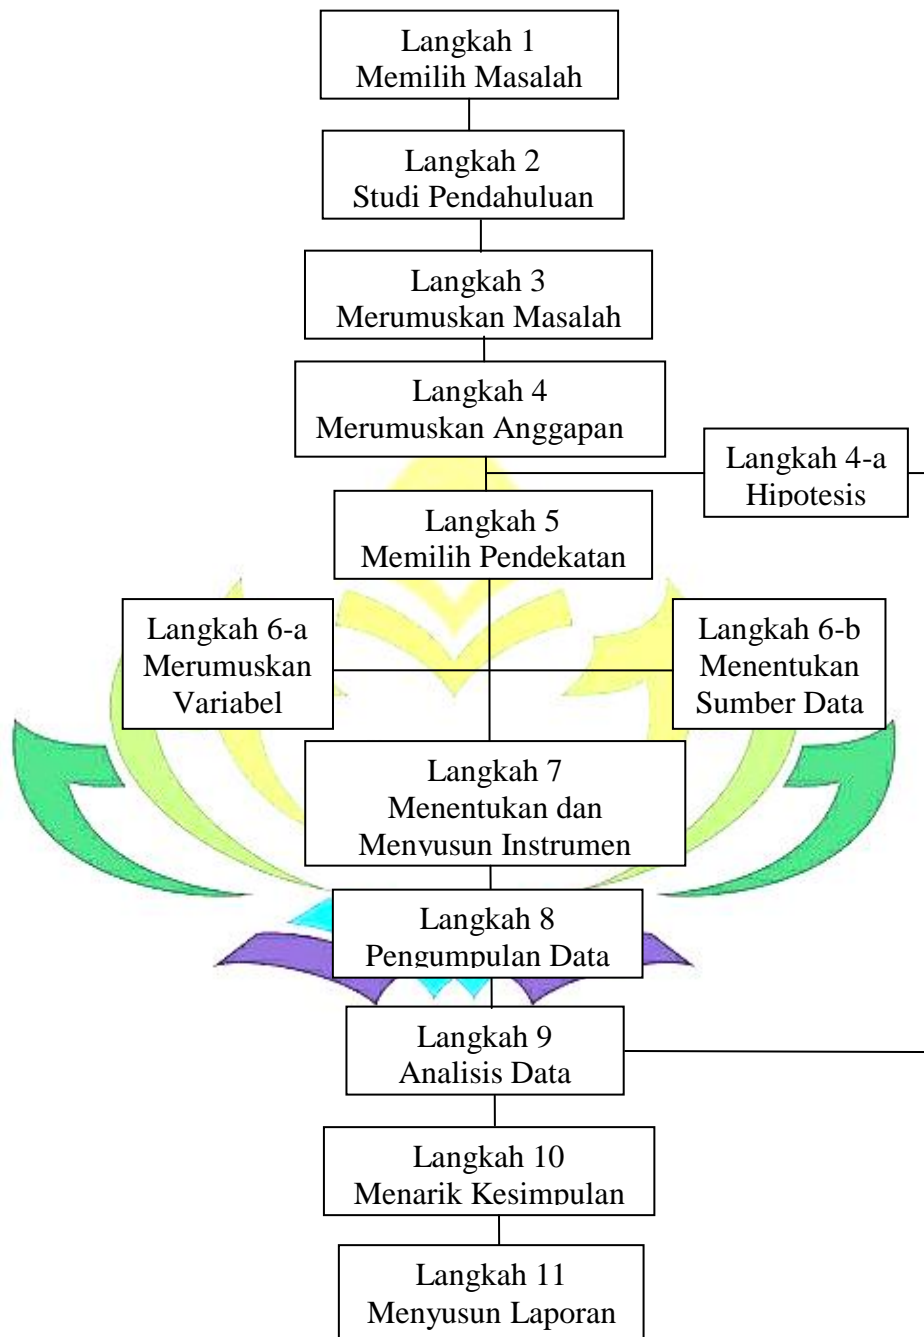 Langkah 1
Memilih Masalah
Langkah 2
Studi Pendahuluan
Langkah 3
Merumuskan Masalah
Langkah 4
Merumuskan Anggapan
Langkah 4-a
Hipotesis
Langkah 5
Memilih Pendekatan
Langkah 6-a
Merumuskan
Variabel
Langkah 6-b
Menentukan
Sumber Data
Langkah 7
Menentukan dan
Menyusun Instrumen
Langkah 8
Pengumpulan Data
Langkah 9
Analisis Data
Langkah 10
Menarik Kesimpulan
Langkah 11
Menyusun Laporan